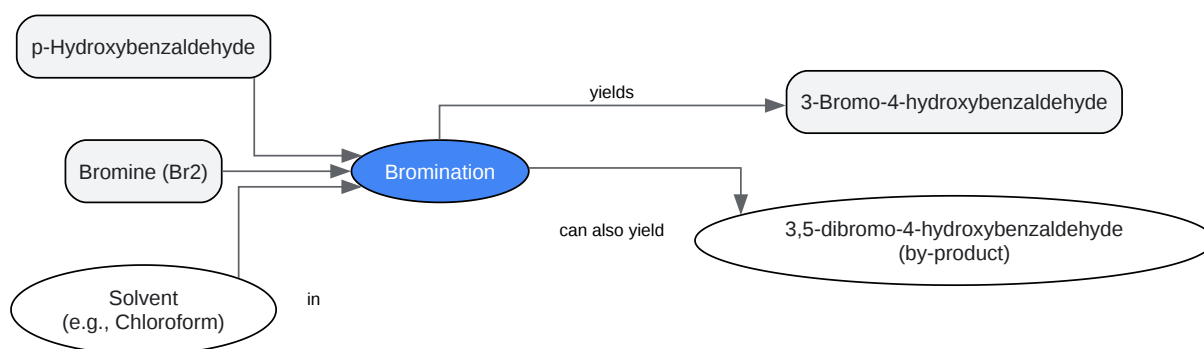 p-Hydroxybenzaldehyde
yields
3-Bromo-4-hydroxybenzaldehyde
Bromine (Br2)
Bromination
can also yield
3,5-dibromo-4-hydroxybenzaldehyde
(by-product)
Solvent
(e.g., Chloroform)
in